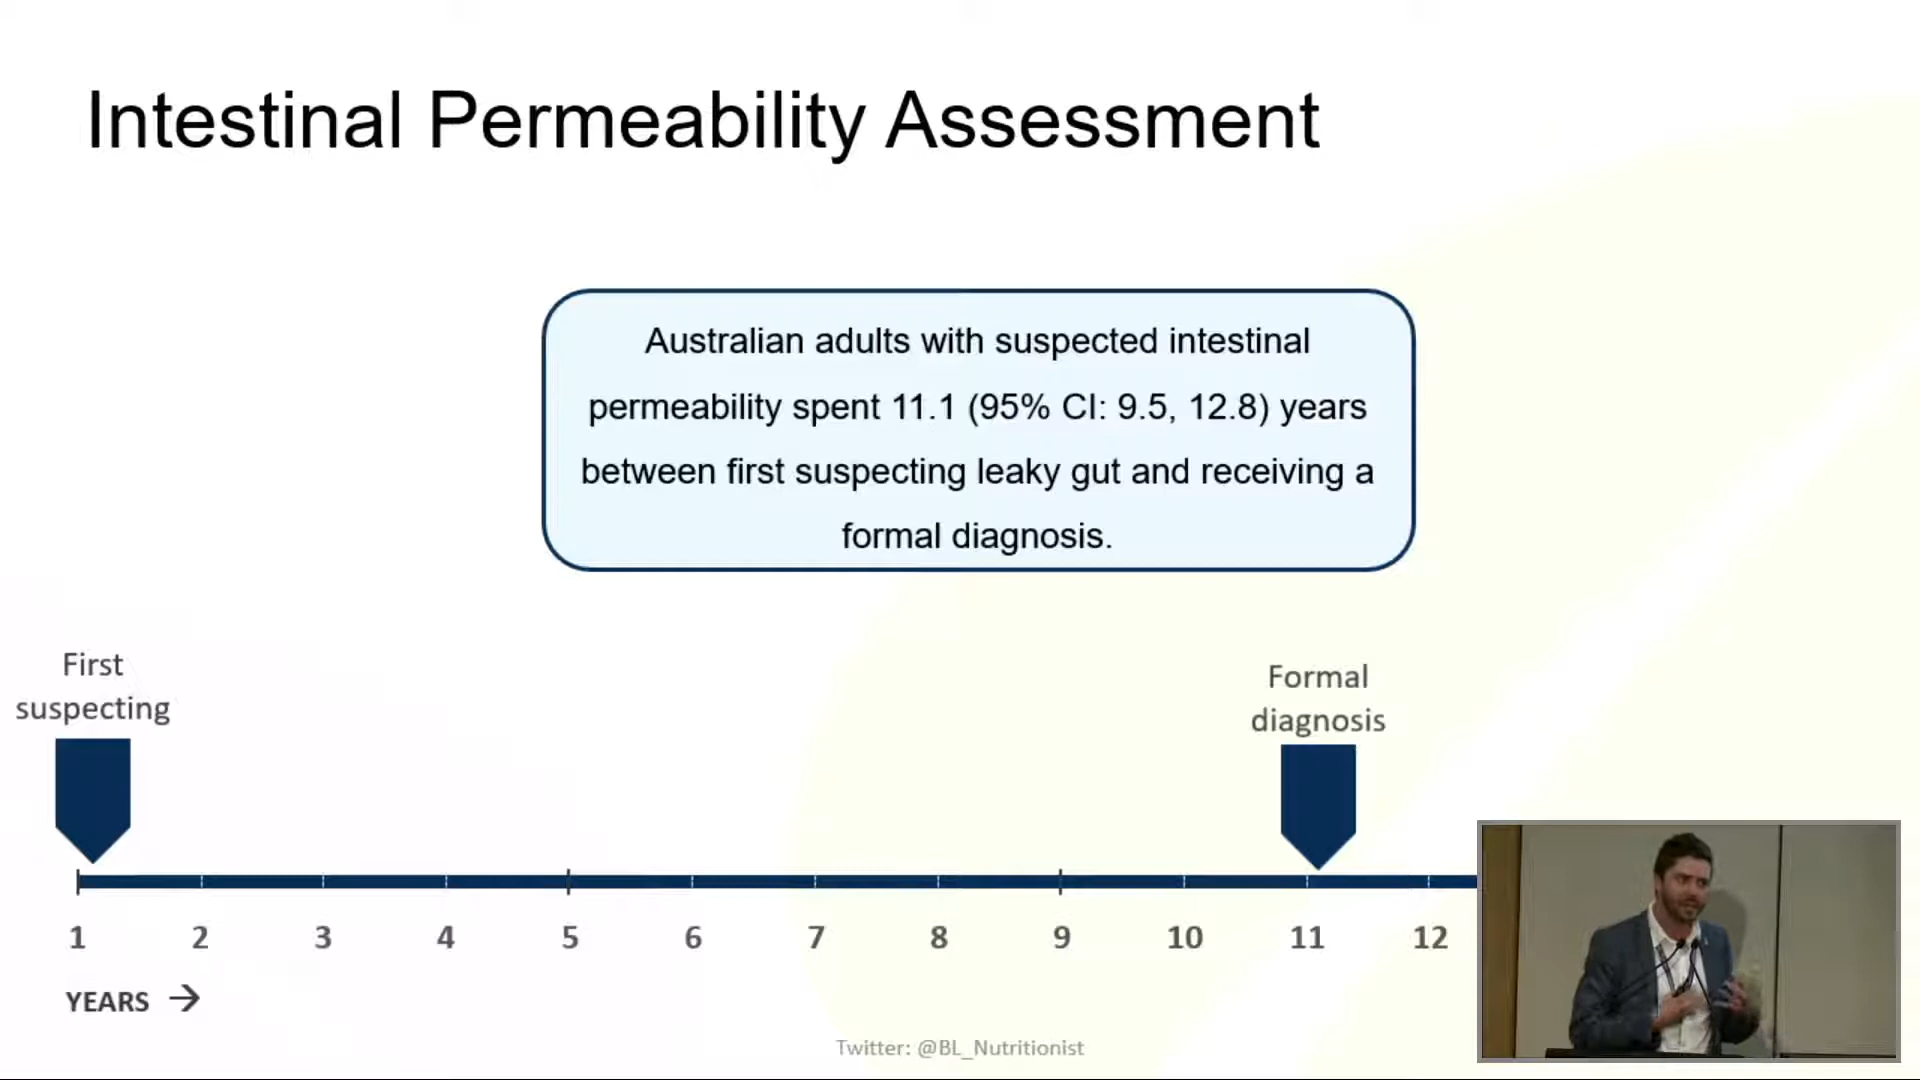 Intestinal Permeability Assessment
Australian adults with suspected intestinal
permeability spent 11.1 (95% CI: 9.5, 12.8) years
between first suspecting leaky gut and receiving a
formal diagnosis.
First
suspecting
Formal
diagnosis
1 2 3 4 5 6 7 8 9 10 11 12
YEARS →
Twitter: @BL_Nutritionist